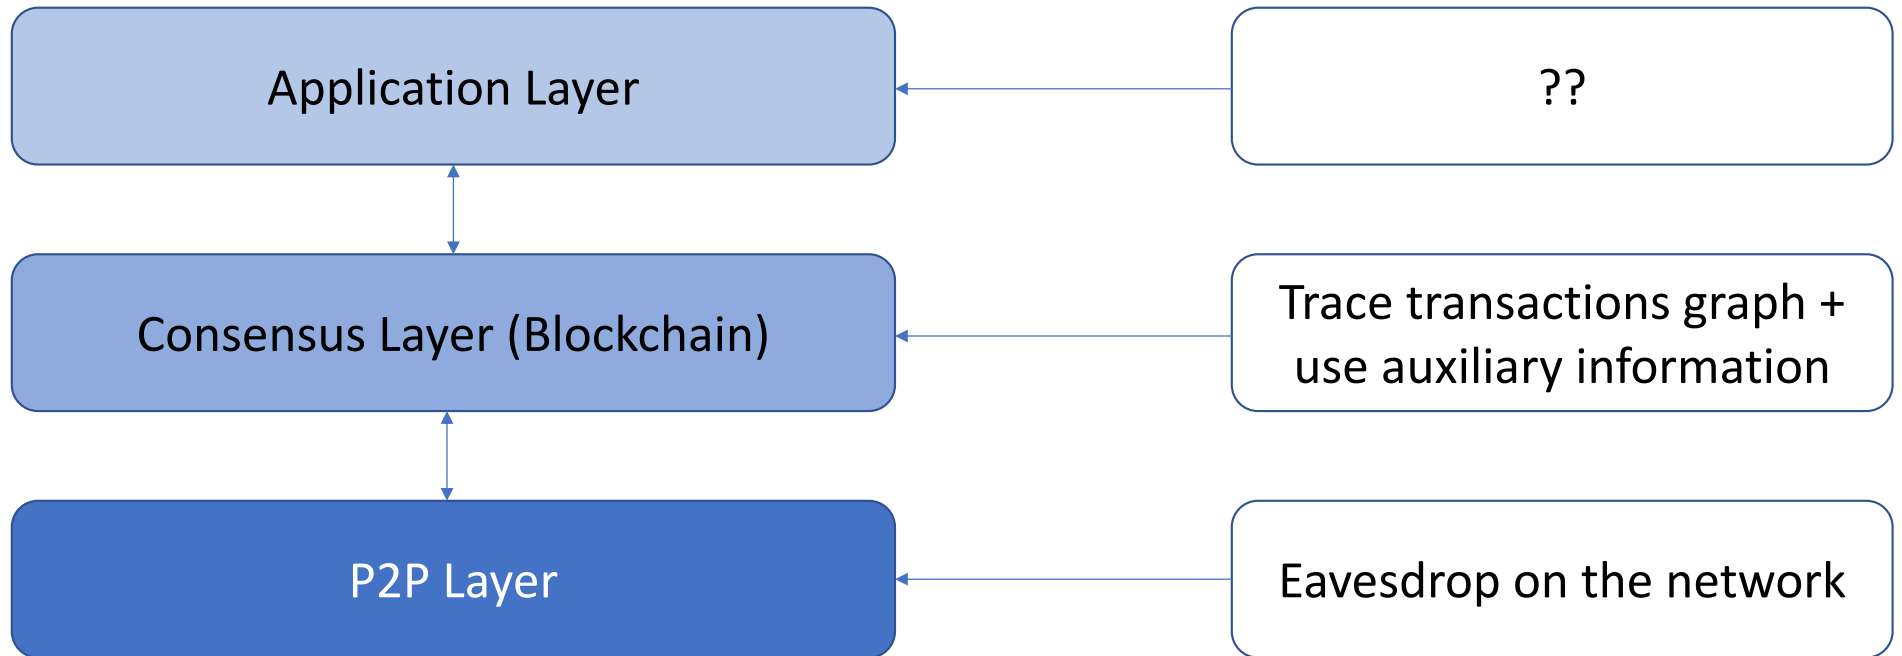 Application Layer
??
Consensus Layer (Blockchain)
Trace transactions graph +
use auxiliary information
P2P Layer
Eavesdrop on the network